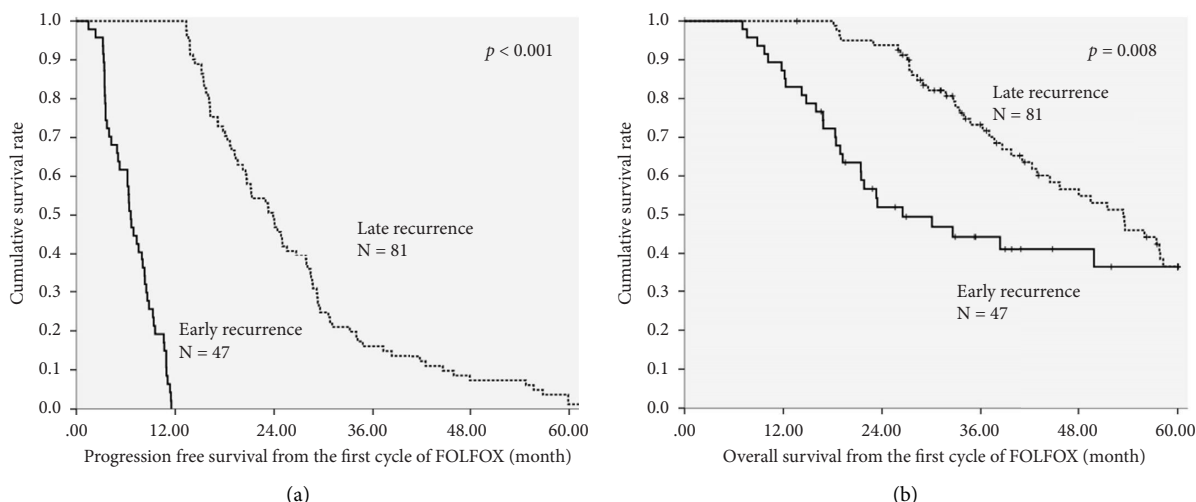 1.0
0.9
0.8
0.7
0.6
0.5
0.4
0.3
0.2
0.1
0.0
Cumulative survival rate
p < 0.001
Late recurrence
N = 81
Early recurrence
N = 47
.00 12.00 24.00 36.00 48.00 60.00
Progression free survival from the first cycle of FOLFOX (month)
(a)
1.0
0.9
0.8
0.7
0.6
0.5
0.4
0.3
0.2
0.1
0.0
Cumulative survival rate
p = 0.008
Late recurrence
N = 81
Early recurrence
N = 47
.00 12.00 24.00 36.00 48.00 60.00
Overall survival from the first cycle of FOLFOX (month)
(b)